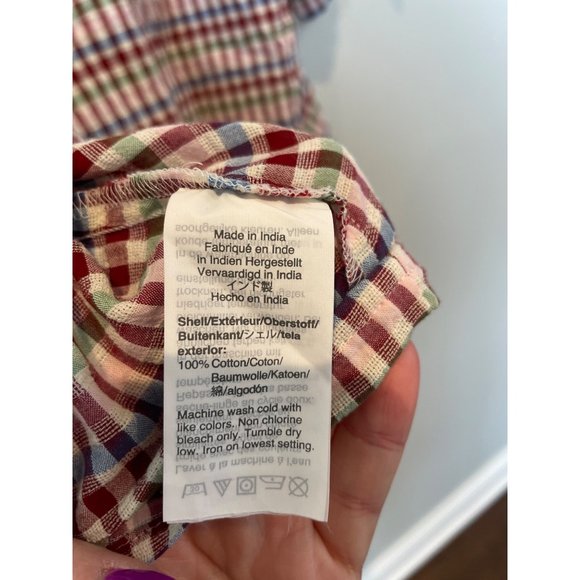 Made in India
Fabriqué en Inde
In Indien Hergestellt
Vervaardigd in India
インド製
Hecho en India
Shell/Extérieur/Oberstoff/
Buitenkant/シェル/tela
exterior:
100% Cotton/Coton/
Baumwolle/Katoen/
綿/algodón
Machine wash cold with
like colors. Non chlorine
bleach only. Tumble dry
low. Iron on lowest setting.